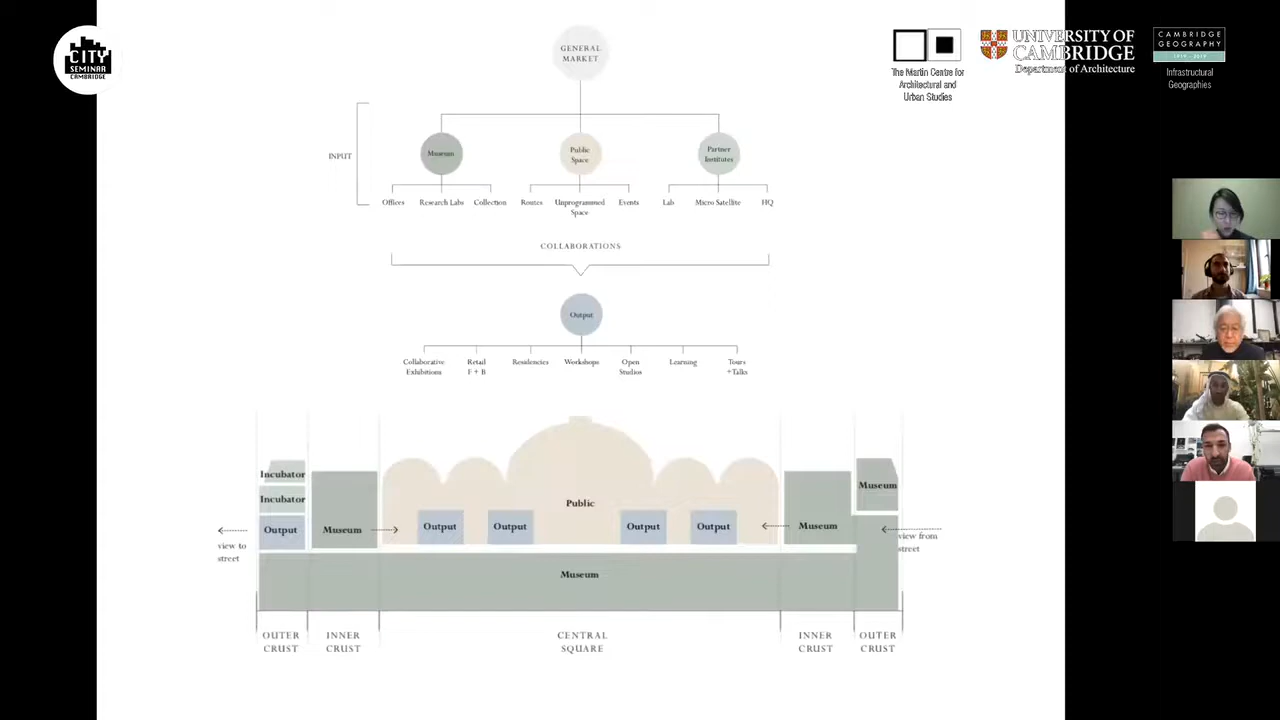 CITY
SEMINAR
CAMBRIDGE
The Martin Centre for
Architectural and
Urban Studies
UNIVERSITY OF
CAMBRIDGE
Department of Architecture
CAMBRIDGE
GEOGRAPHY
1919 - 2019
Infrastructural
Geographies
GENERAL
MARKET
INPUT
Museum
Public
Space
Partner
Institutes
Offices
Research Labs
Collection
Routes
Unprogrammed
Space
Events
Lab
Micro Satellite
HQ
COLLABORATIONS
Output
Collaborative
Exhibitions
Retail
F + B
Residencies
Workshops
Open
Studios
Learning
Tours
+Talks
Incubator
Incubator
Output
Museum
Public
Output
Output
Output
Output
Museum
Museum
view to
street
view from
street
Museum
OUTER
CRUST
INNER
CRUST
CENTRAL
SQUARE
INNER
CRUST
OUTER
CRUST